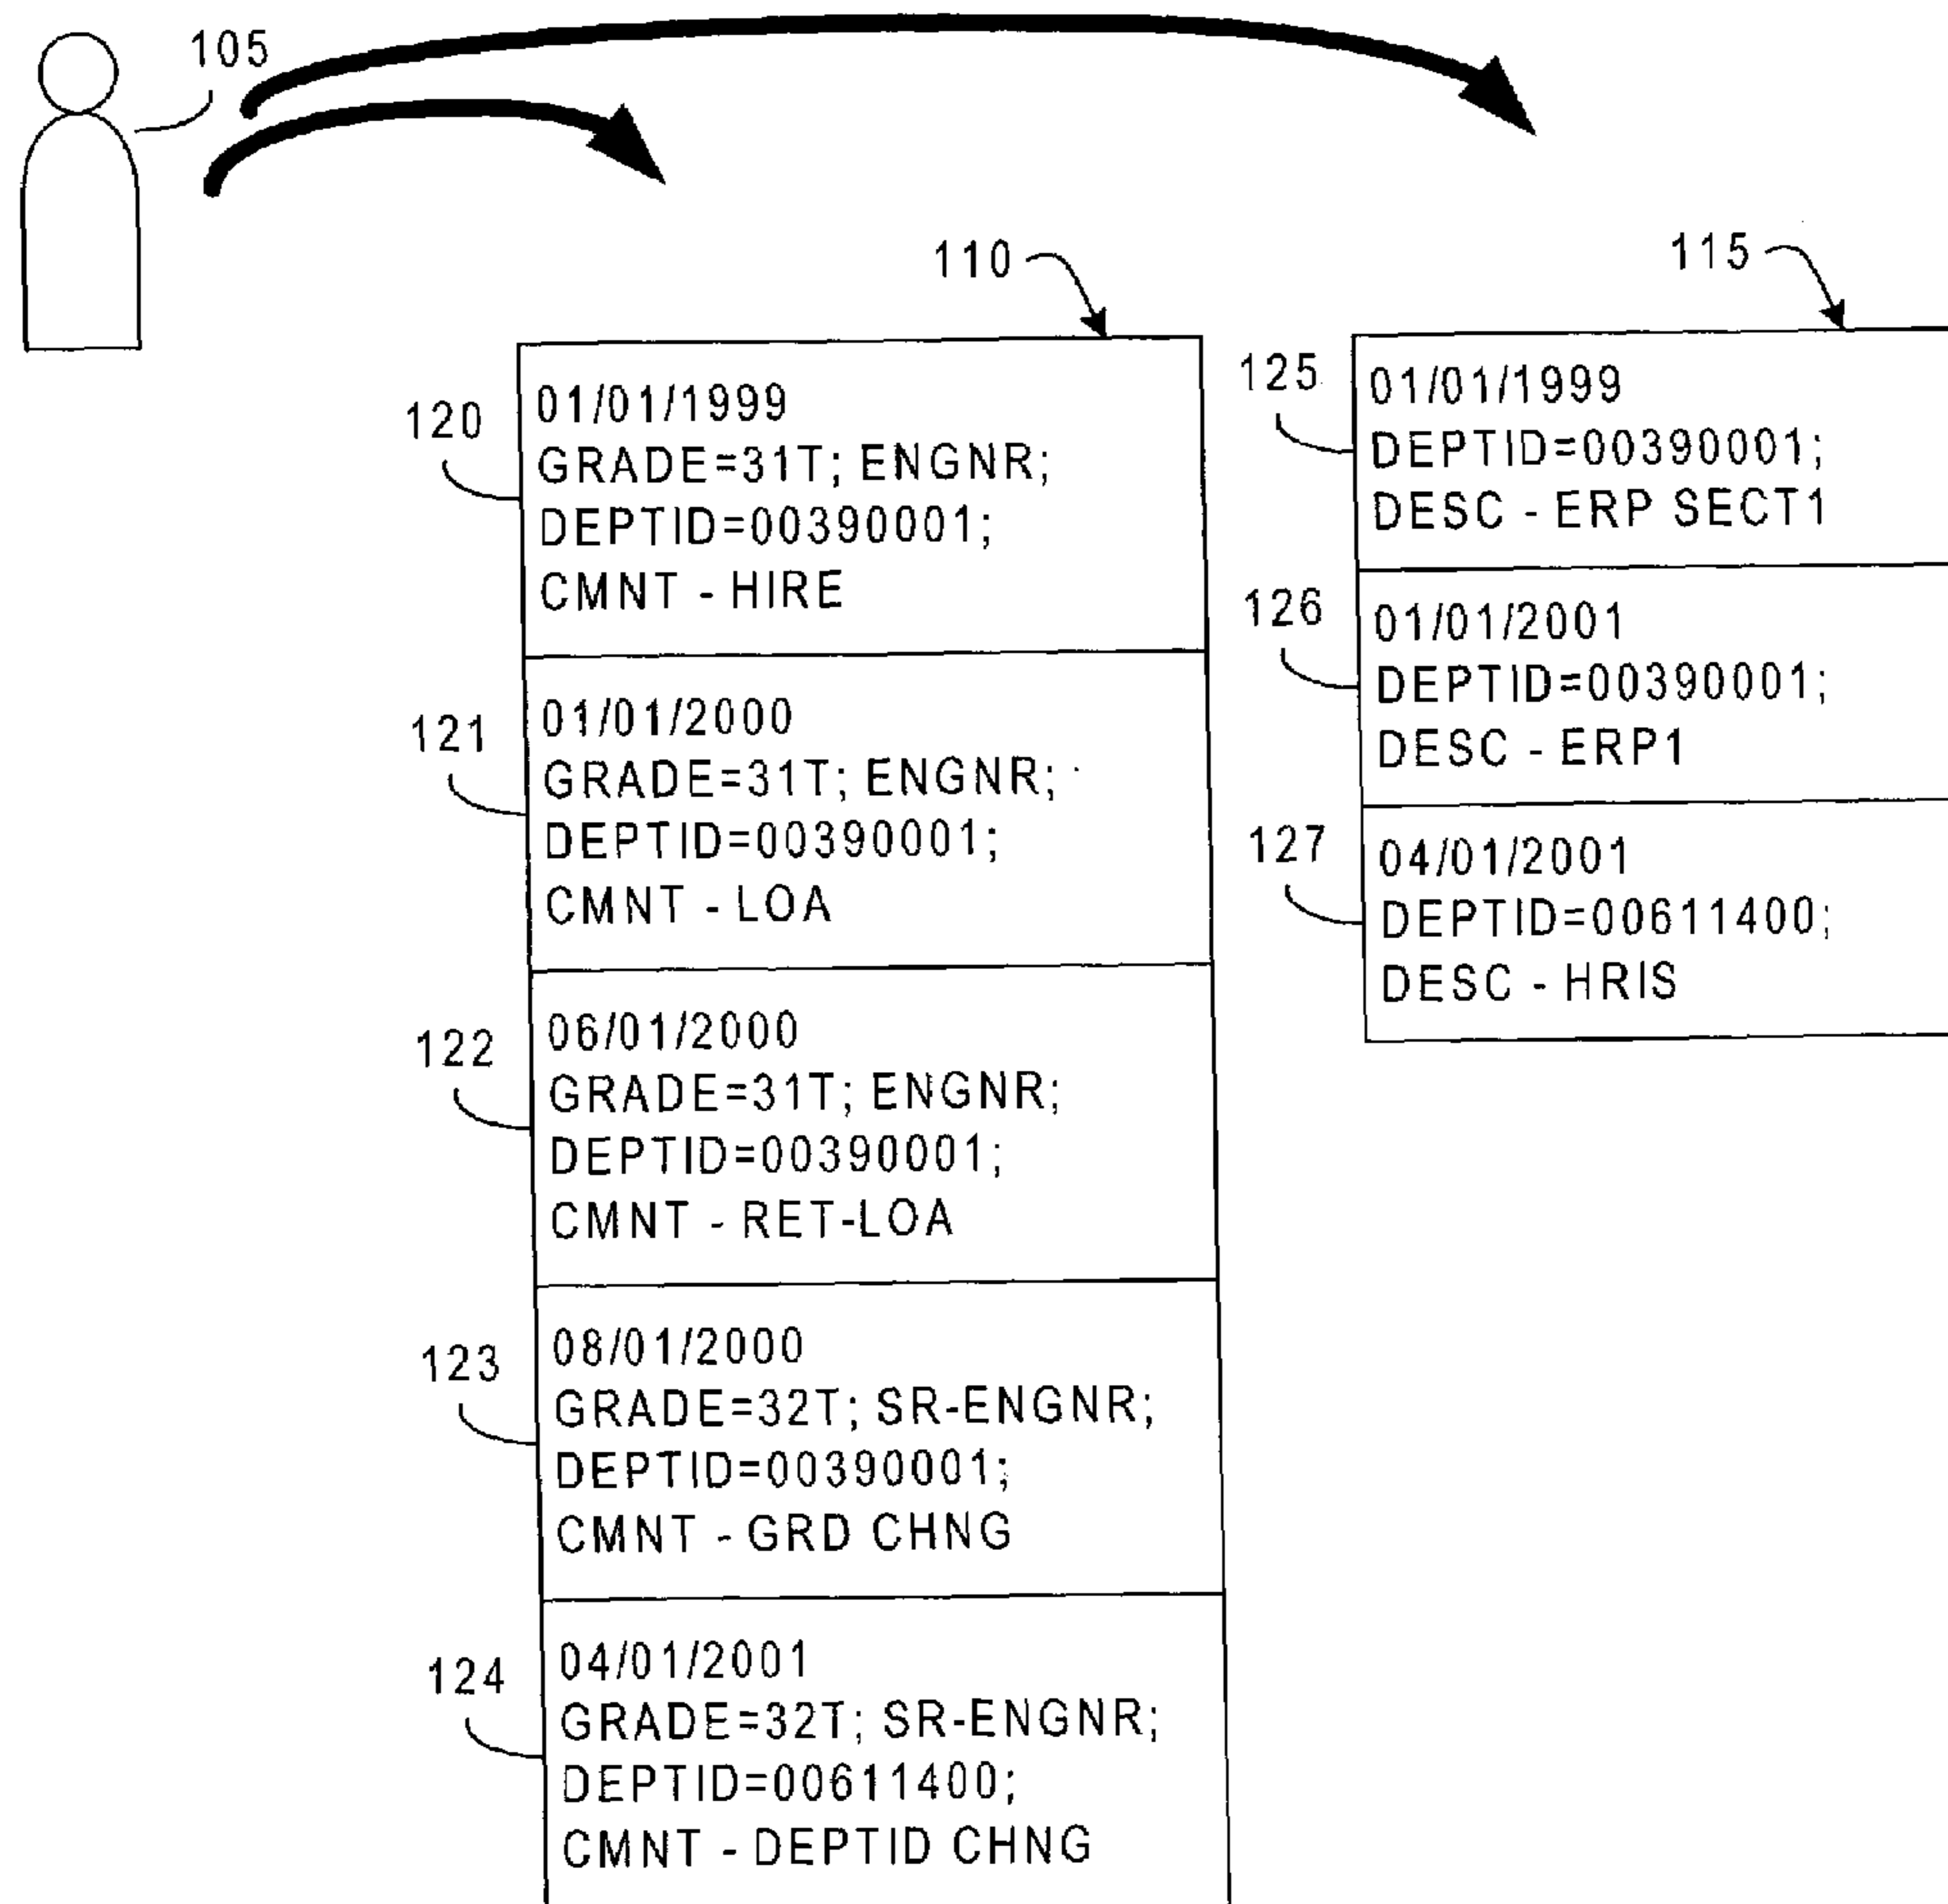 105
110
115
120
01/01/1999
GRADE=31T; ENGNR;
DEPTID=00390001;
CMNT - HIRE
121
01/01/2000
GRADE=31T; ENGNR;
DEPTID=00390001;
CMNT - LOA
122
06/01/2000
GRADE=31T; ENGNR;
DEPTID=00390001;
CMNT - RET-LOA
123
08/01/2000
GRADE=32T; SR-ENGNR;
DEPTID=00390001;
CMNT - GRD CHNG
124
04/01/2001
GRADE=32T; SR-ENGNR;
DEPTID=00611400;
CMNT - DEPTID CHNG
125
01/01/1999
DEPTID=00390001;
DESC - ERP SECT1
126
01/01/2001
DEPTID=00390001;
DESC - ERP1
127
04/01/2001
DEPTID=00611400;
DESC - HRIS